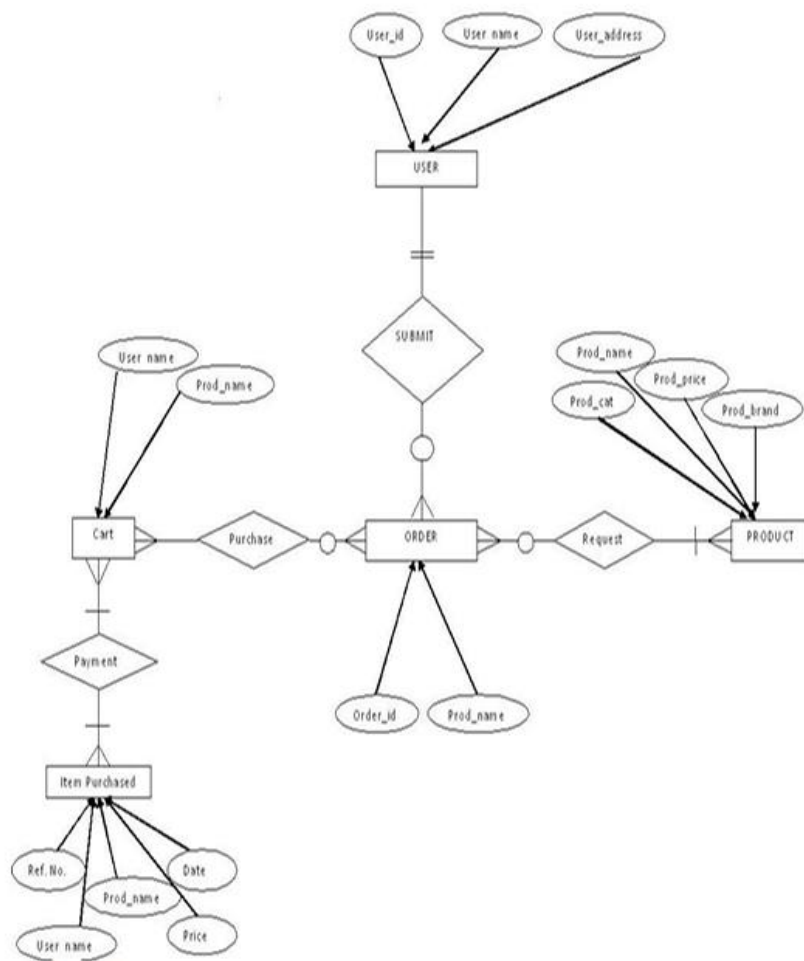 User_id
User name
User_address
USER
SUBMIT
User name
Prod_name
Prod_name
Prod_price
Prod_cat
Prod_brand
Cart
Purchase
ORDER
Request
PRODUCT
Payment
Order_id
Prod_name
Item Purchased
Ref. No.
Date
Prod_name
User name
Price